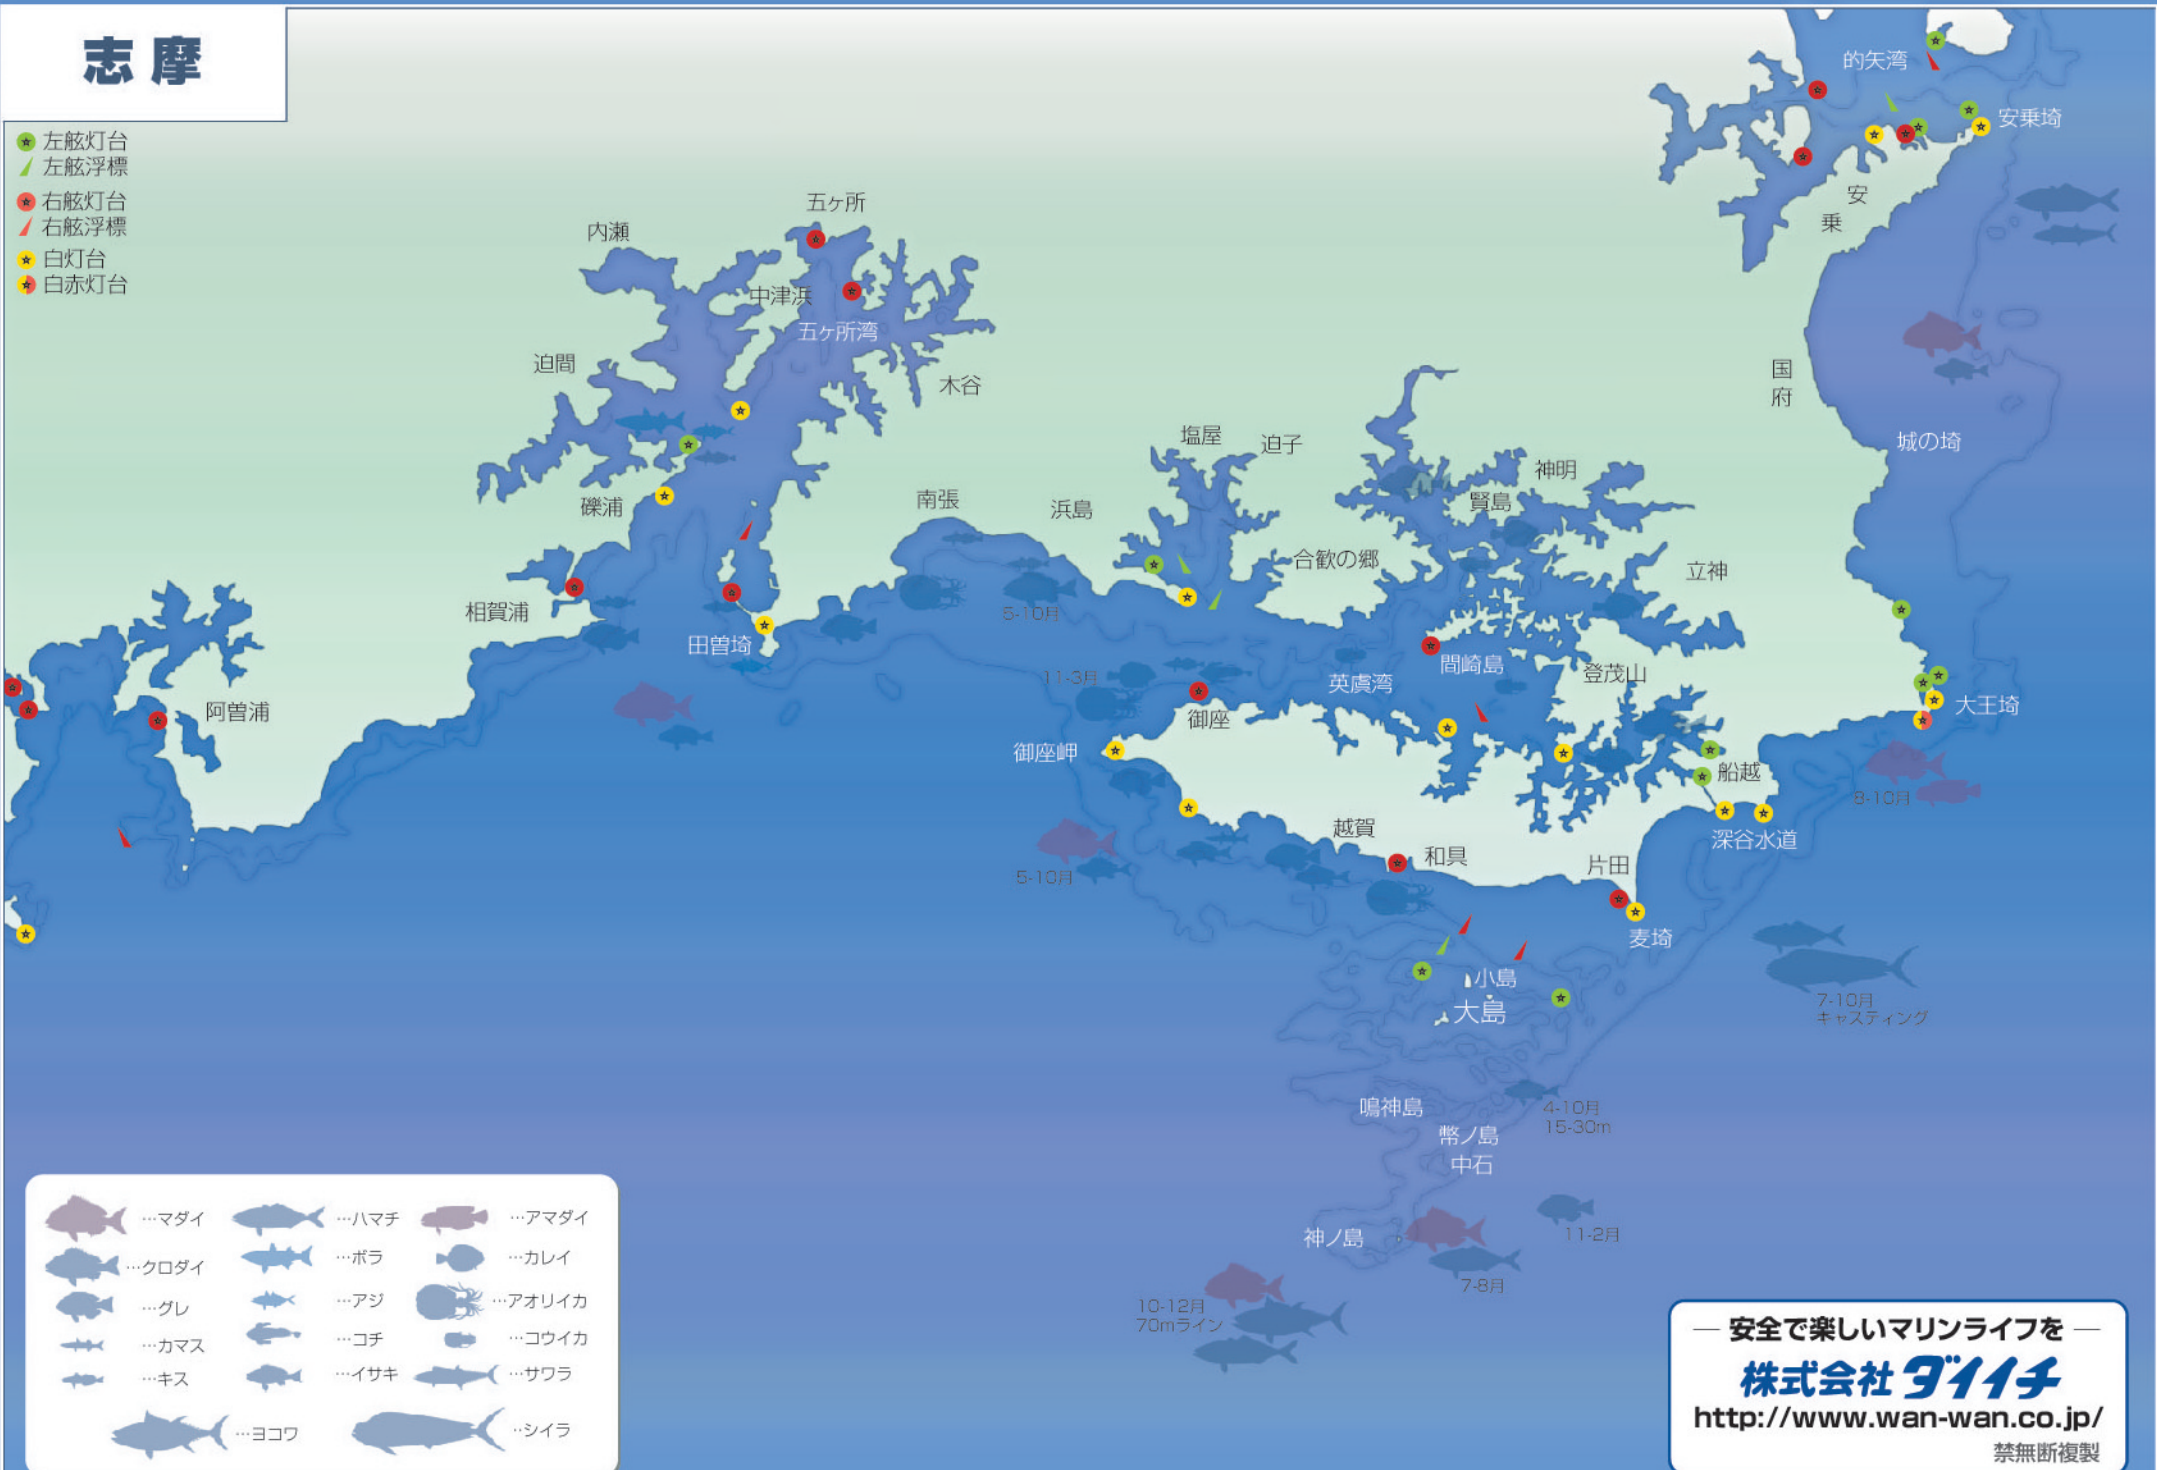 志摩
左舷灯台
左舷浮標
右舷灯台
右舷浮標
白灯台
白赤灯台
的矢湾
安乗埼
安
乗
五ヶ所
内瀬
中津浜
五ヶ所湾
迫間
木谷
国
府
城の埼
塩屋
迫子
神明
賢島
礫浦
南張
浜島
合歓の郷
立神
相賀浦
5-10月
田曽埼
間崎島
登茂山
11-3月
英虞湾
阿曽浦
御座
大王埼
御座岬
船越
8-10月
越賀
深谷水道
和具
片田
5-10月
麦埼
小島
大島
7-10月
キャスティング
鳴神島
4-10月
15-30m
幣ノ島
中石
神ノ島
11-2月
7-8月
10-12月
70mライン
…マダイ
…ハマチ
…アマダイ
…クロダイ
…ボラ
…カレイ
…グレ
…アジ
…アオリイカ
…カマス
…コチ
…コウイカ
…キス
…イサキ
…サワラ
…ヨコワ
…シイラ
― 安全で楽しいマリンライフを ―
株式会社ダイイチ
http://www.wan-wan.co.jp/
禁無断複製